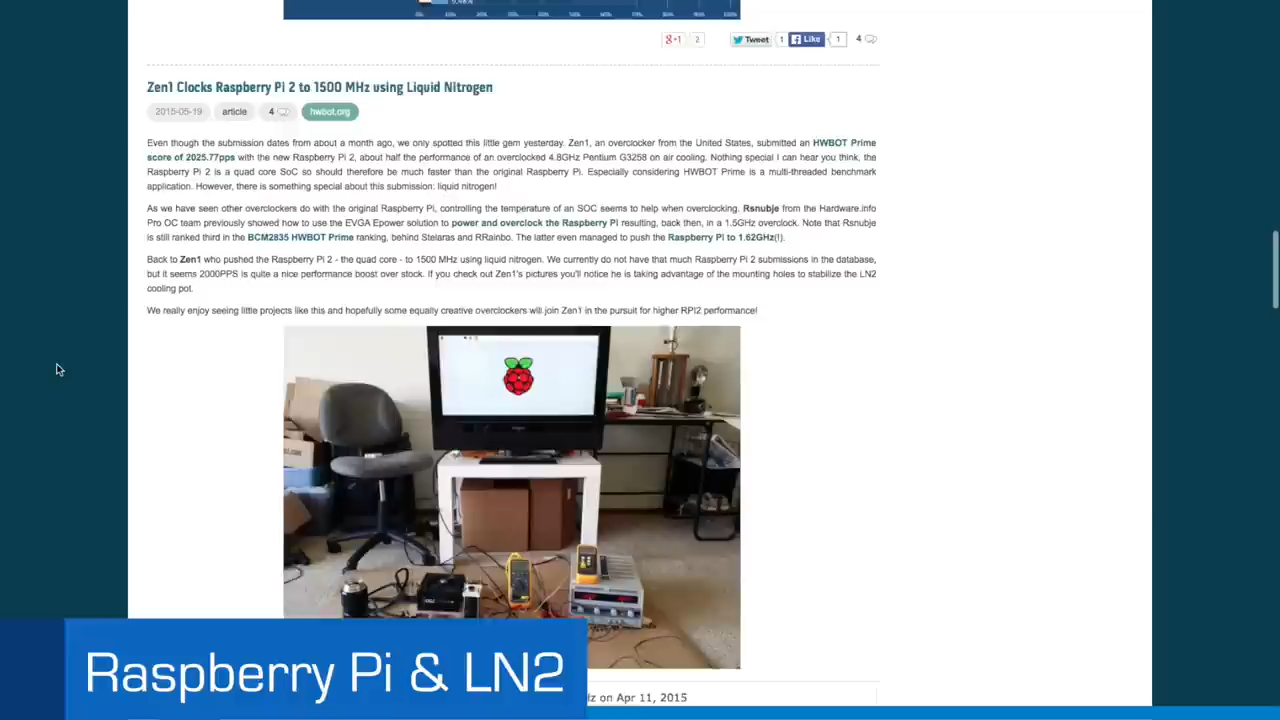 0% 10% 20% 30% 40% 50% 60% 70% 80% 90% 100%
g+1 2 Tweet 1 Like 1 4
Zen1 Clocks Raspberry Pi 2 to 1500 MHz using Liquid Nitrogen
2015-05-19 article 4 hwbot.org
Even though the submission dates from about a month ago, we only spotted this little gem yesterday. Zen1, an overclocker from the United States, submitted an HWBOT Prime
score of 2025.77pps with the new Raspberry Pi 2, about half the performance of an overclocked 4.8GHz Pentium G3258 on air cooling. Nothing special I can hear you think, the
Raspberry Pi 2 is a quad core SoC so should therefore be much faster than the original Raspberry Pi. Especially considering HWBOT Prime is a multi-threaded benchmark
application. However, there is something special about this submission: liquid nitrogen!
As we have seen other overclockers do with the original Raspberry Pi, controlling the temperature of an SOC seems to help when overclocking. Rsnubje from the Hardware.info
Pro OC team previously showed how to use the EVGA Epower solution to power and overclock the Raspberry Pi resulting, back then, in a 1.5GHz overclock. Note that Rsnubje
is still ranked third in the BCM2835 HWBOT Prime ranking, behind Stelaras and RRainbo. The latter even managed to push the Raspberry Pi to 1.62GHz(!).
Back to Zen1 who pushed the Raspberry Pi 2 - the quad core - to 1500 MHz using liquid nitrogen. We currently do not have that much Raspberry Pi 2 submissions in the database,
but it seems 2000PPS is quite a nice performance boost over stock. If you check out Zen1's pictures you'll notice he is taking advantage of the mounting holes to stabilize the LN2
cooling pot.
We really enjoy seeing little projects like this and hopefully some equally creative overclockers will join Zen1 in the pursuit for higher RPI2 performance!
Raspberry Pi & LN2
lz on Apr 11, 2015